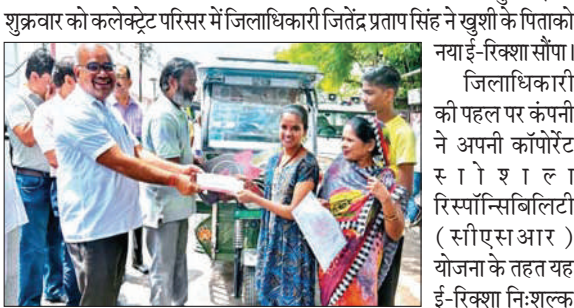 शुक्रवार को कलेक्ट्रेट परिसर में जिलाधिकारी जितेंद्र प्रताप सिंह ने खुशी के पिता को
नया ई-रिक्शा सौंपा।
जिलाधिकारी
की पहल पर कंपनी
ने अपनी कॉपोर्रेट
सोशल
रिस्पॉन्सिबिलिटी
(सीएसआर)
योजना के तहत यह
ई-रिक्शा निःशुल्क